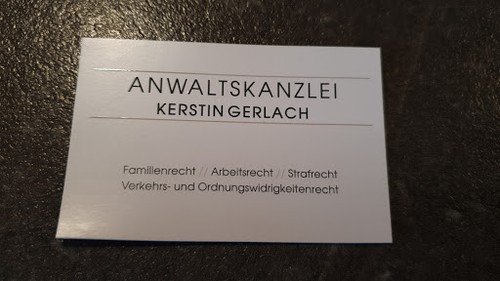 ANWALTSKANZLEI
KERSTIN GERLACH
Familienrecht // Arbeitsrecht // Strafrecht
Verkehrs- und Ordnungswidrigkeitenrecht